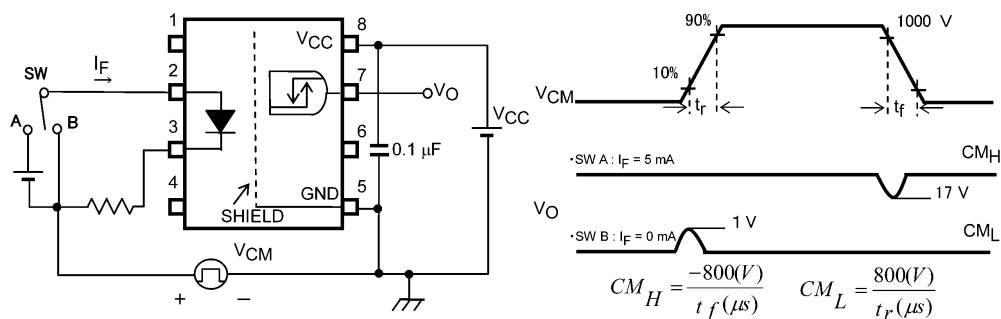 1
8
VCC
SW
IF
→
2
7
VO
A
B
VCC
3
6
0.1 μF
4
GND
5
SHIELD
VCM
+
−
90%
1000 V
10%
VCM
tr
tf
・SW A : IF = 5 mA
CMH
17 V
VO
1 V
・SW B : IF = 0 mA
CML
CMH = −800(V) / tf (μs)
CML = 800(V) / tr (μs)